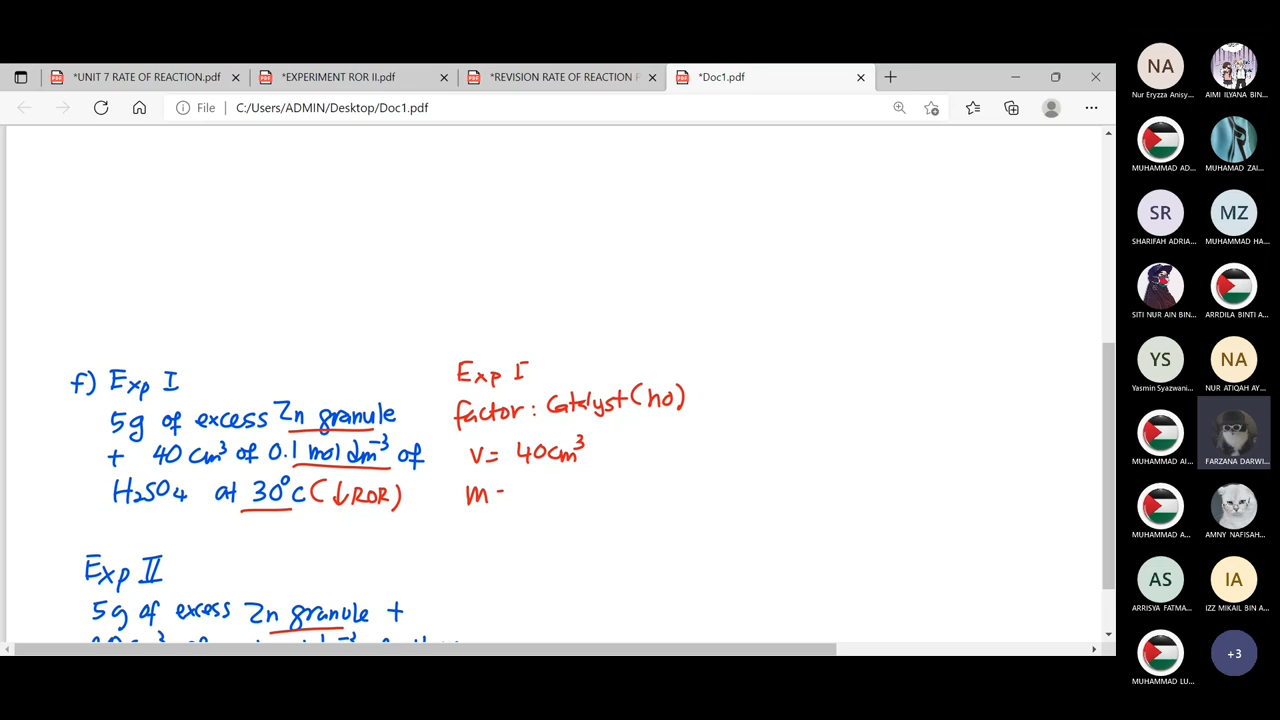 *UNIT 7 RATE OF REACTION.pdf
*EXPERIMENT ROR II.pdf
*REVISION RATE OF REACTION P
*Doc1.pdf
File
C:/Users/ADMIN/Desktop/Doc1.pdf
f) Exp I
5g of excess Zn granule
+ 40 cm³ of 0.1 mol dm⁻³ of
H₂SO₄ at 30°C (↓ROR)
Exp I
factor: Catalyst (no)
V = 40cm³
M -
Exp II
5g of excess Zn granule +
NA
Nur Eryzza Anisy...
AIMI ILYANA BIN...
MUHAMMAD AD...
MUHAMAD ZAI...
SR
SHARIFAH ADRIA...
MZ
MUHAMMAD HA...
SITI NUR AIN BIN...
ARRDILA BINTI A...
YS
Yasmin Syazwani...
NA
NUR ATIQAH AY...
MUHAMMAD AI...
FARZANA DARWI...
MUHAMMAD A...
AMNY NAFISAH...
AS
ARRISYA FATMA...
IA
IZZ MIKAIL BIN A...
MUHAMMAD LU...
+3